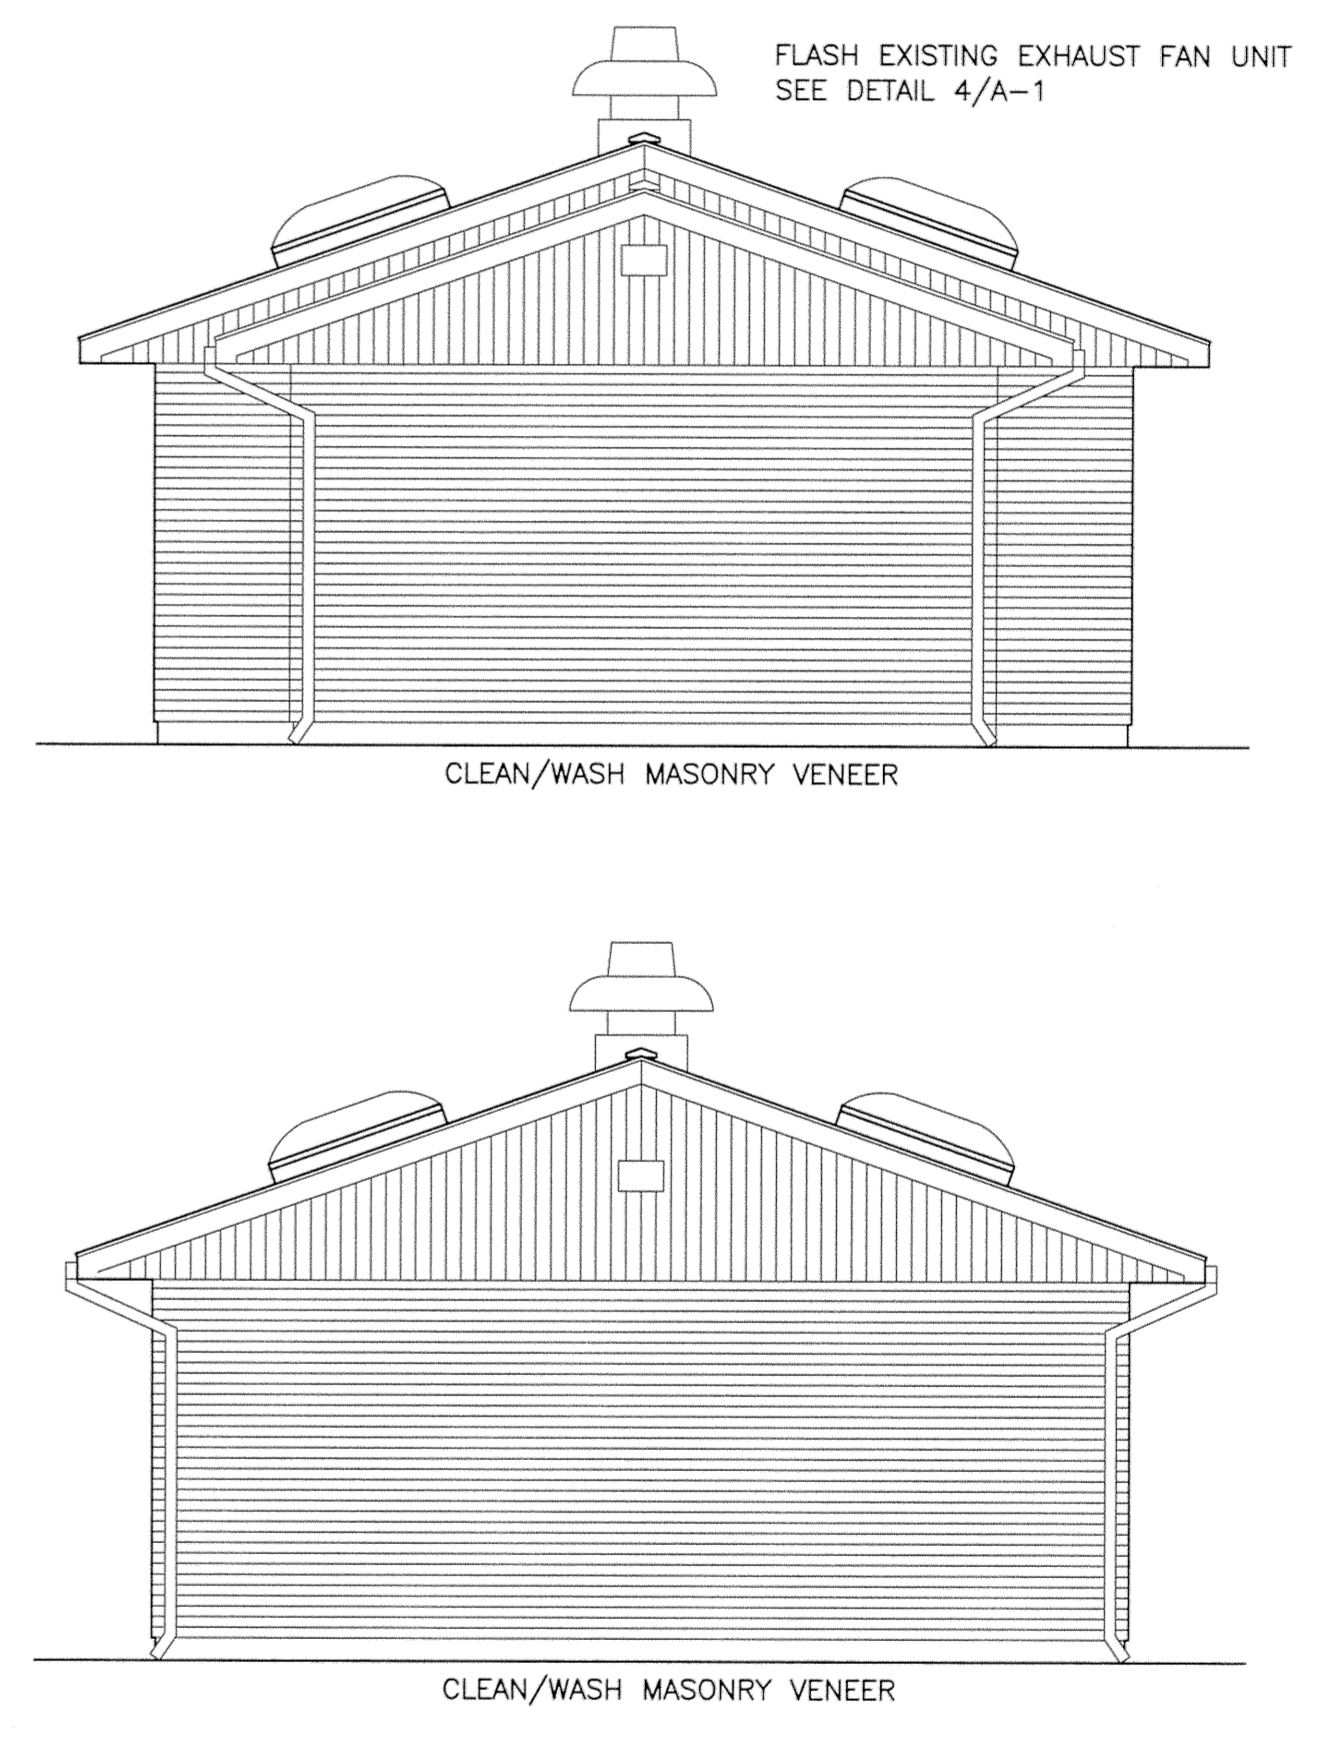 FLASH EXISTING EXHAUST FAN UNIT
SEE DETAIL 4/A-1
CLEAN/WASH MASONRY VENEER
CLEAN/WASH MASONRY VENEER